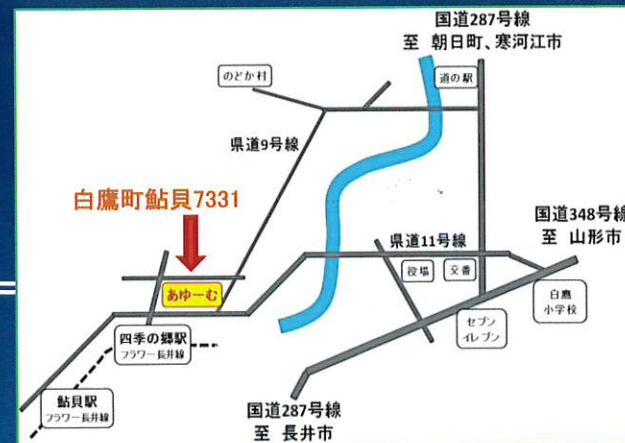 国道287号線
至 朝日町、寒河江市
のどか村
道の駅
県道9号線
白鷹町鮎貝7331
国道348号線
至 山形市
県道11号線
役場
交番
あゆーむ
白鷹
小学校
セブン
イレブン
四季の郷駅
フラワー長井線
鮎貝駅
フラワー長井線
国道287号線
至 長井市